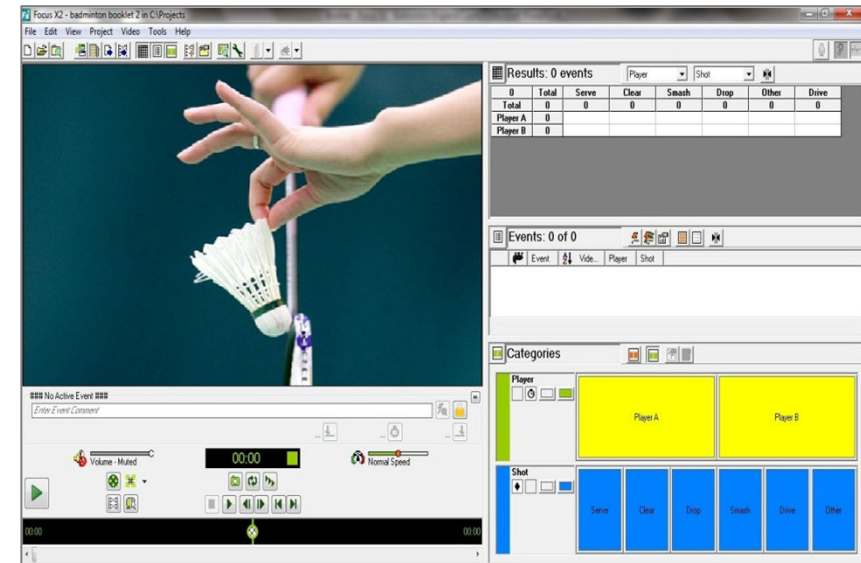 Focus X2 - badminton booklet 2 in C:\Projects
File Edit View Project Video Tools Help
Results: 0 events Player Shot
0 Total Serve Clear Smash Drop Other Drive
Total 0 0 0 0 0 0 0
Player A 0
Player B 0
Events: 0 of 0
Event Vide... Player Shot
Categories
Player
Player A Player B
Shot
Serve Clear Drop Smash Drive Other
### No Active Event ###
Enter Event Comment
Volume - Muted 00:00 Normal Speed
00:00 00:00